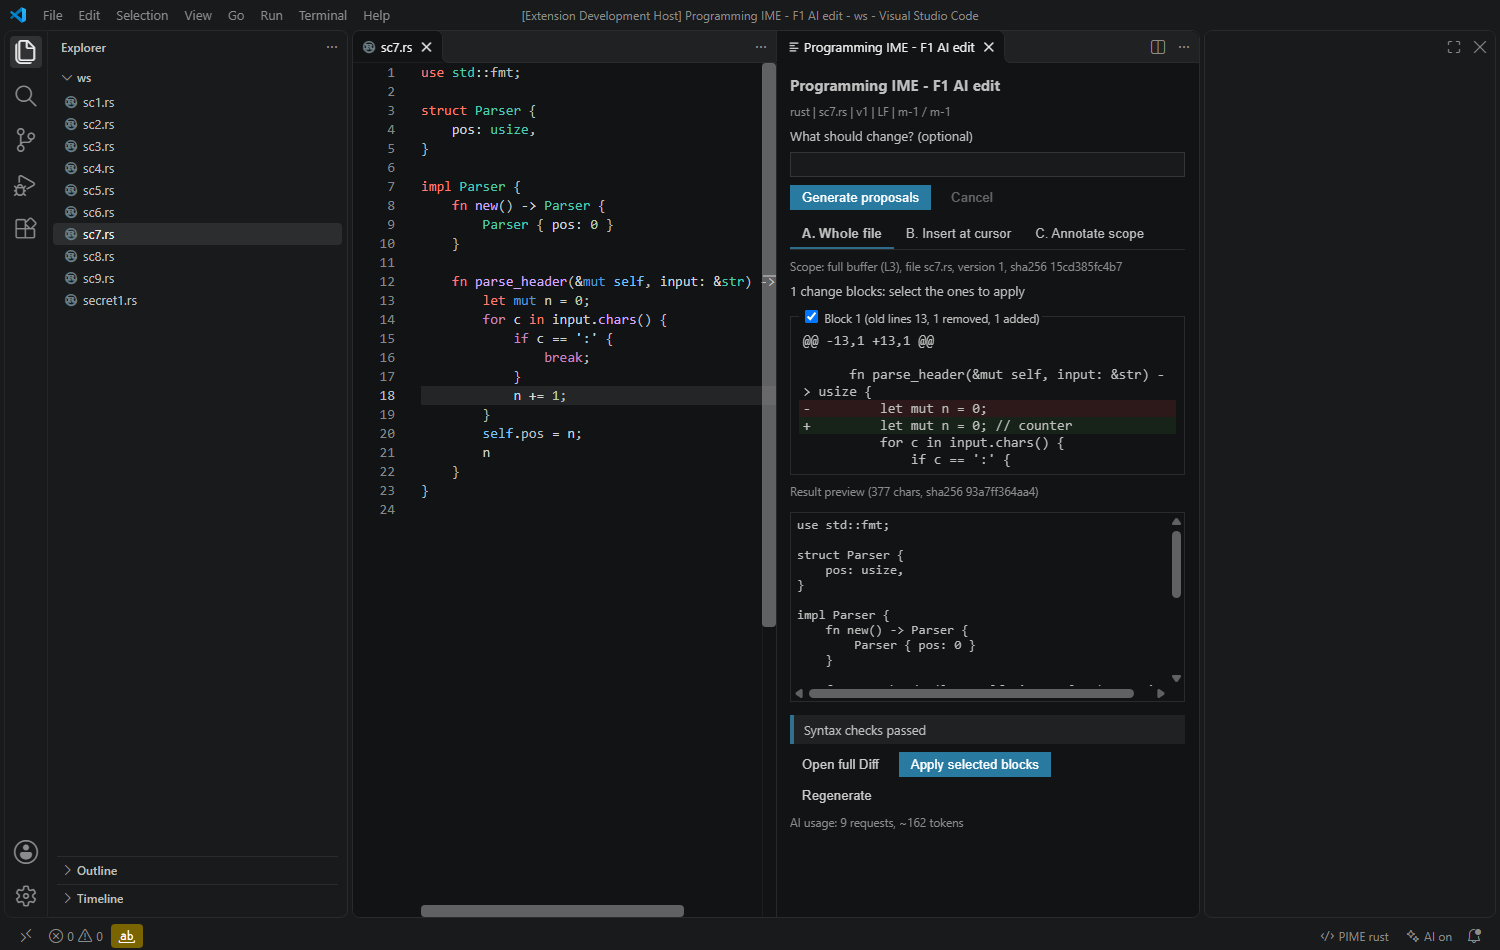 File Edit Selection View Go Run Terminal Help
[Extension Development Host] Programming IME - F1 AI edit - ws - Visual Studio Code
Explorer
ws
sc1.rs
sc2.rs
sc3.rs
sc4.rs
sc5.rs
sc6.rs
sc7.rs
sc8.rs
sc9.rs
secret1.rs
Outline
Timeline
sc7.rs
1 use std::fmt;
2
3 struct Parser {
4     pos: usize,
5 }
6
7 impl Parser {
8     fn new() -> Parser {
9         Parser { pos: 0 }
10     }
11
12     fn parse_header(&mut self, input: &str) ->
13         let mut n = 0;
14         for c in input.chars() {
15             if c == ':' {
16                 break;
17             }
18             n += 1;
19         }
20         self.pos = n;
21         n
22     }
23 }
24
Programming IME - F1 AI edit
Programming IME - F1 AI edit
rust | sc7.rs | v1 | LF | m-1 / m-1
What should change? (optional)
Generate proposals Cancel
A. Whole file B. Insert at cursor C. Annotate scope
Scope: full buffer (L3), file sc7.rs, version 1, sha256 15cd385fc4b7
1 change blocks: select the ones to apply
Block 1 (old lines 13, 1 removed, 1 added)
@@ -13,1 +13,1 @@
fn parse_header(&mut self, input: &str) -
> usize {
-         let mut n = 0;
+         let mut n = 0; // counter
for c in input.chars() {
if c == ':' {
Result preview (377 chars, sha256 93a7ff364aa4)
use std::fmt;
struct Parser {
    pos: usize,
}
impl Parser {
    fn new() -> Parser {
        Parser { pos: 0 }
    }
Syntax checks passed
Open full Diff Apply selected blocks
Regenerate
AI usage: 9 requests, ~162 tokens
0 0 ab
PIME rust AI on